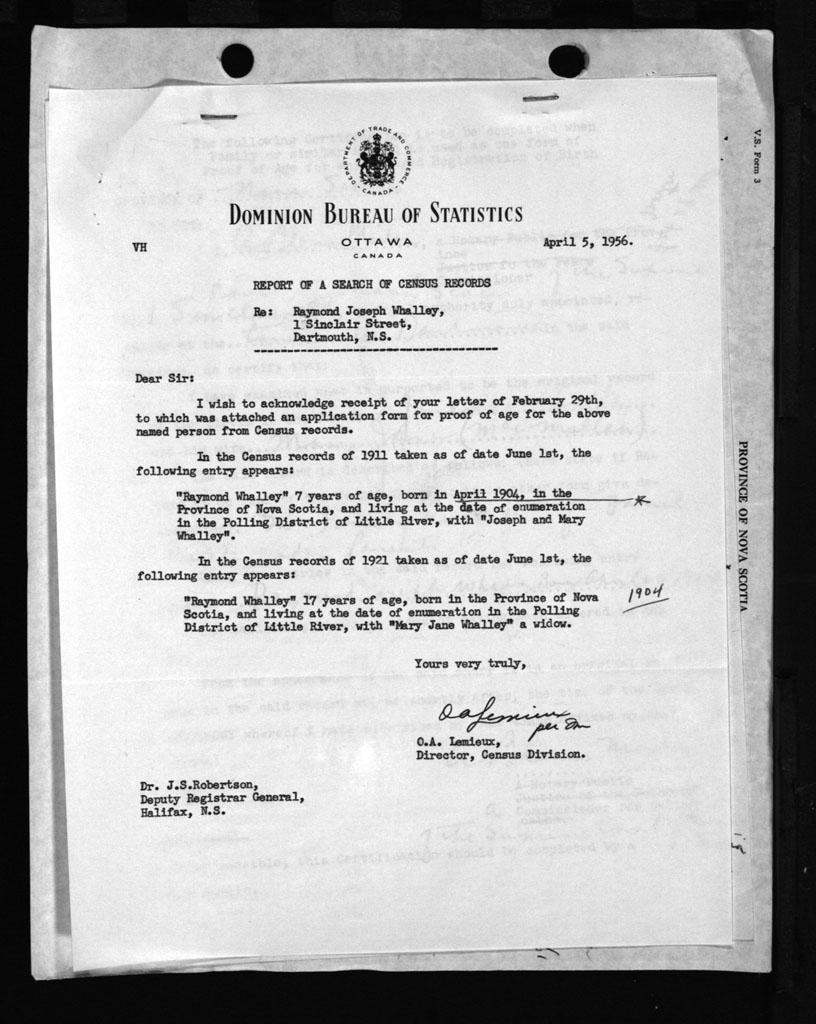 DEPARTMENT OF TRADE AND COMMERCE
CANADA
DOMINION BUREAU OF STATISTICS
OTTAWA
CANADA
VH
April 5, 1956.
REPORT OF A SEARCH OF CENSUS RECORDS
Re: Raymond Joseph Whalley,
1 Sinclair Street,
Dartmouth, N.S.
Dear Sir:
I wish to acknowledge receipt of your letter of February 29th,
to which was attached an application form for proof of age for the above
named person from Census records.
In the Census records of 1911 taken as of date June 1st, the
following entry appears:
"Raymond Whalley" 7 years of age, born in April 1904, in the
Province of Nova Scotia, and living at the date of enumeration
in the Polling District of Little River, with "Joseph and Mary
Whalley".
In the Census records of 1921 taken as of date June 1st, the
following entry appears:
"Raymond Whalley" 17 years of age, born in the Province of Nova
Scotia, and living at the date of enumeration in the Polling
District of Little River, with "Mary Jane Whalley" a widow.
1904
Yours very truly,
OA Lemieux
per
O.A. Lemieux,
Director, Census Division.
Dr. J.S.Robertson,
Deputy Registrar General,
Halifax, N.S.
V.S. Form 3
PROVINCE OF NOVA SCOTIA